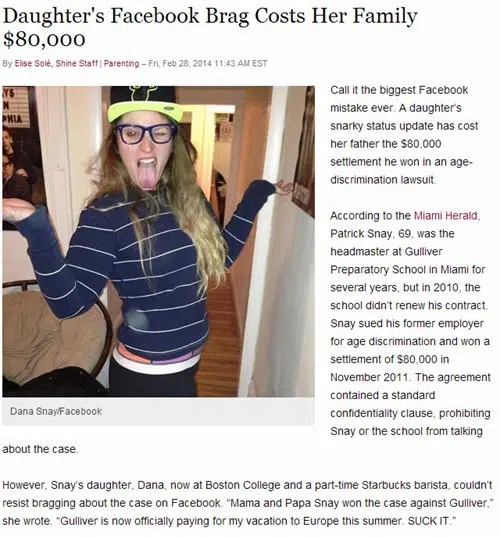 Daughter's Facebook Brag Costs Her Family
$80,000
By Elise Solé, Shine Staff | Parenting – Fri, Feb 28, 2014 11:43 AM EST
Call it the biggest Facebook
mistake ever. A daughter's
snarky status update has cost
her father the $80,000
settlement he won in an age-
discrimination lawsuit.
According to the Miami Herald,
Patrick Snay, 69, was the
headmaster at Gulliver
Preparatory School in Miami for
several years, but in 2010, the
school didn't renew his contract.
Snay sued his former employer
for age discrimination and won a
settlement of $80,000 in
November 2011. The agreement
contained a standard
confidentiality clause, prohibiting
Snay or the school from talking
about the case.
Dana Snay/Facebook
However, Snay's daughter, Dana, now at Boston College and a part-time Starbucks barista, couldn't
resist bragging about the case on Facebook. “Mama and Papa Snay won the case against Gulliver,”
she wrote. “Gulliver is now officially paying for my vacation to Europe this summer. SUCK IT.”